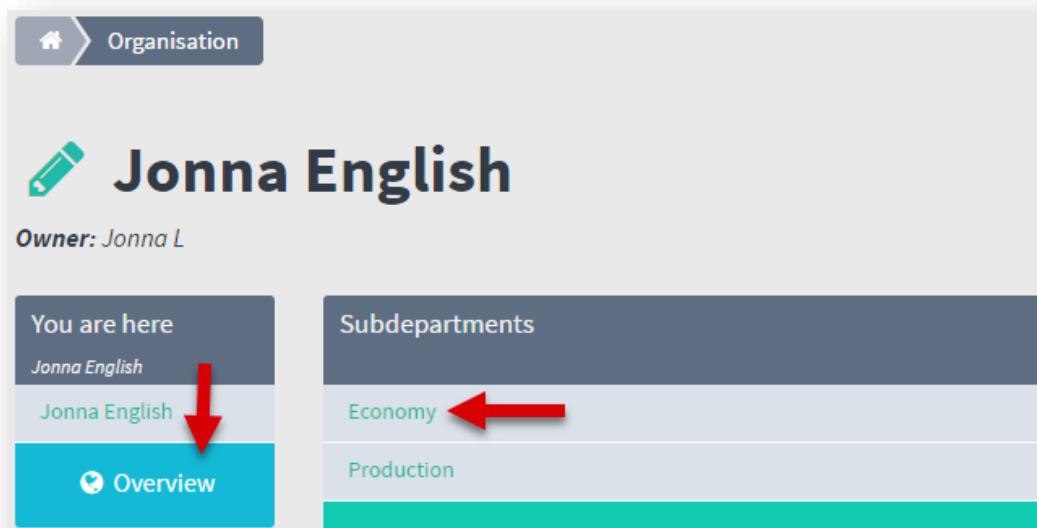 Organisation
Jonna English
Owner: Jonna L
You are here
Jonna English
Jonna English
Overview
Subdepartments
Economy
Production